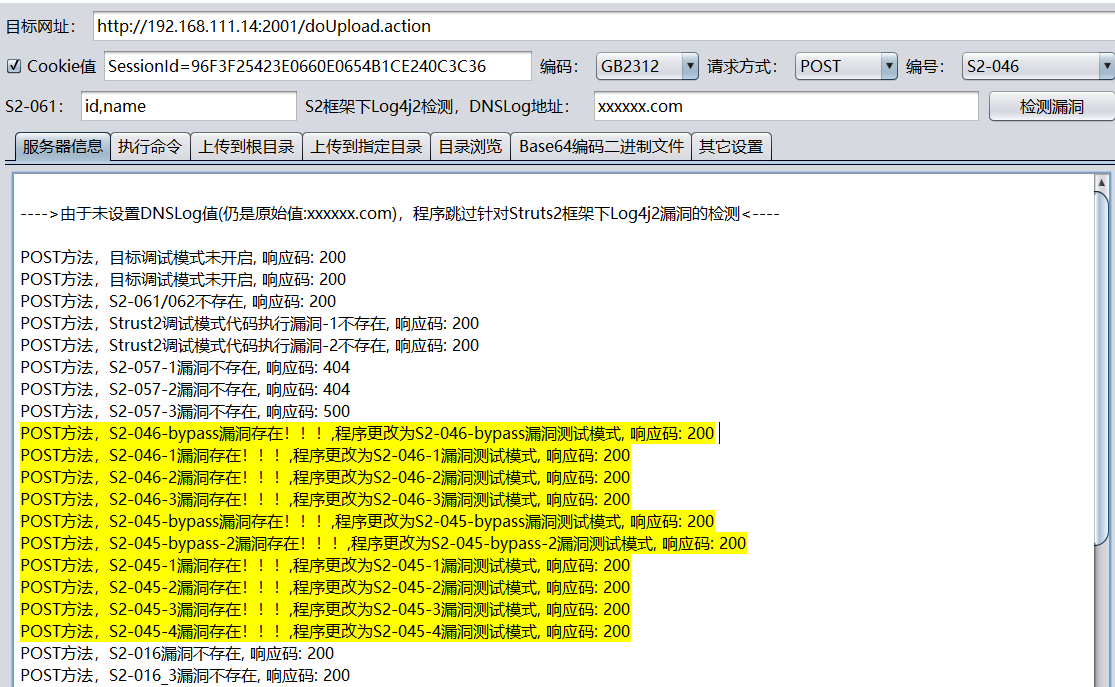 目标网址： http://192.168.111.14:2001/doUpload.action
Cookie值 SessionId=96F3F25423E0660E0654B1CE240C3C36 编码： GB2312 请求方式： POST 编号： S2-046
S2-061： id,name S2框架下Log4j2检测，DNSLog地址： xxxxxx.com 检测漏洞
服务器信息 执行命令 上传到根目录 上传到指定目录 目录浏览 Base64编码二进制文件 其它设置
---->由于未设置DNSLog值(仍是原始值:xxxxxx.com)，程序跳过针对Struts2框架下Log4j2漏洞的检测<----
POST方法，目标调试模式未开启, 响应码: 200
POST方法，目标调试模式未开启, 响应码: 200
POST方法，S2-061/062不存在, 响应码: 200
POST方法，Strust2调试模式代码执行漏洞-1不存在, 响应码: 200
POST方法，Strust2调试模式代码执行漏洞-2不存在, 响应码: 200
POST方法，S2-057-1漏洞不存在, 响应码: 404
POST方法，S2-057-2漏洞不存在, 响应码: 404
POST方法，S2-057-3漏洞不存在, 响应码: 500
POST方法，S2-046-bypass漏洞存在！！！,程序更改为S2-046-bypass漏洞测试模式, 响应码: 200
POST方法，S2-046-1漏洞存在！！！,程序更改为S2-046-1漏洞测试模式, 响应码: 200
POST方法，S2-046-2漏洞存在！！！,程序更改为S2-046-2漏洞测试模式, 响应码: 200
POST方法，S2-046-3漏洞存在！！！,程序更改为S2-046-3漏洞测试模式, 响应码: 200
POST方法，S2-045-bypass漏洞存在！！！,程序更改为S2-045-bypass漏洞测试模式, 响应码: 200
POST方法，S2-045-bypass-2漏洞存在！！！,程序更改为S2-045-bypass-2漏洞测试模式, 响应码: 200
POST方法，S2-045-1漏洞存在！！！,程序更改为S2-045-1漏洞测试模式, 响应码: 200
POST方法，S2-045-2漏洞存在！！！,程序更改为S2-045-2漏洞测试模式, 响应码: 200
POST方法，S2-045-3漏洞存在！！！,程序更改为S2-045-3漏洞测试模式, 响应码: 200
POST方法，S2-045-4漏洞存在！！！,程序更改为S2-045-4漏洞测试模式, 响应码: 200
POST方法，S2-016漏洞不存在, 响应码: 200
POST方法，S2-016_3漏洞不存在, 响应码: 200